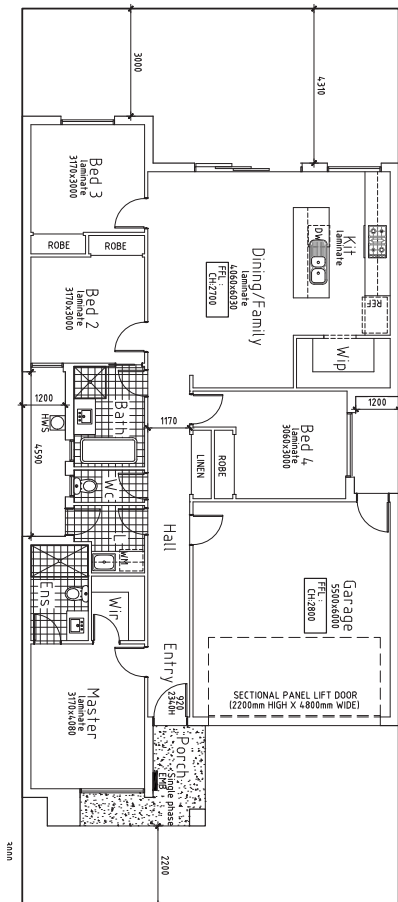 3000
4310
Bed 3
laminate
3170x3000
ROBE
ROBE
Kit
laminate
DW
REF
Dining/Family
4060x6030
laminate
FFL :
CH:2700
Wip
Bed 2
laminate
3170x3000
1200
HWS
4590
Bath
1170
1200
Bed 4
laminate
3060x3000
LINEN
ROBE
Wc
L
WM
Hall
Garage
5500x6000
FFL :
CH:2800
SECTIONAL PANEL LIFT DOOR
(2200mm HIGH X 4800mm WIDE)
Ens
Wir
Entry
920
2340H
Master
laminate
3170x4080
Porch
Single phase
EMB
2200
3000